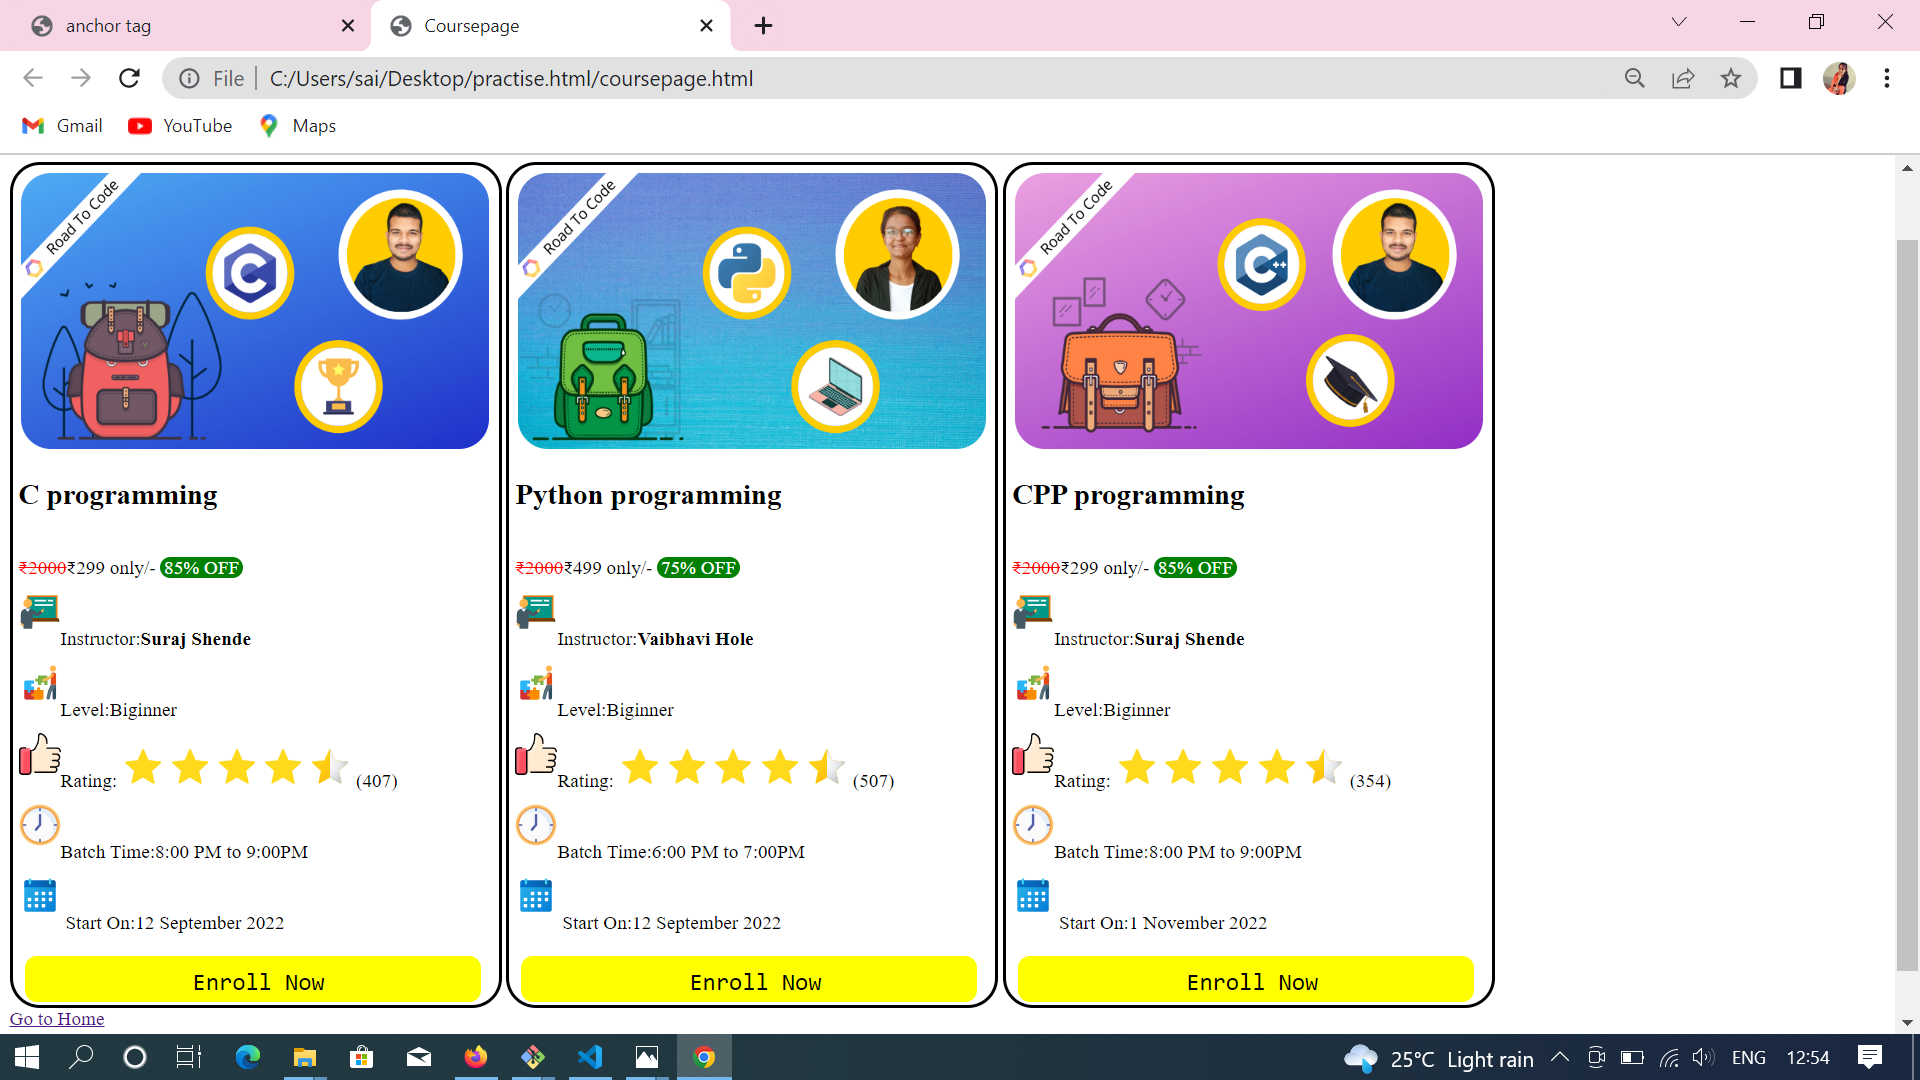 anchor tag
Coursepage
File
C:/Users/sai/Desktop/practise.html/coursepage.html
Gmail
YouTube
Maps
Road To Code
Road To Code
Road To Code
C++
C programming
₹2000₹299 only/- 85% OFF
Instructor:Suraj Shende
Level:Biginner
Rating: (407)
Batch Time:8:00 PM to 9:00PM
Start On:12 September 2022
Enroll Now
Python programming
₹2000₹499 only/- 75% OFF
Instructor:Vaibhavi Hole
Level:Biginner
Rating: (507)
Batch Time:6:00 PM to 7:00PM
Start On:12 September 2022
Enroll Now
CPP programming
₹2000₹299 only/- 85% OFF
Instructor:Suraj Shende
Level:Biginner
Rating: (354)
Batch Time:8:00 PM to 9:00PM
Start On:1 November 2022
Enroll Now
Go to Home
25°C Light rain
ENG
12:54